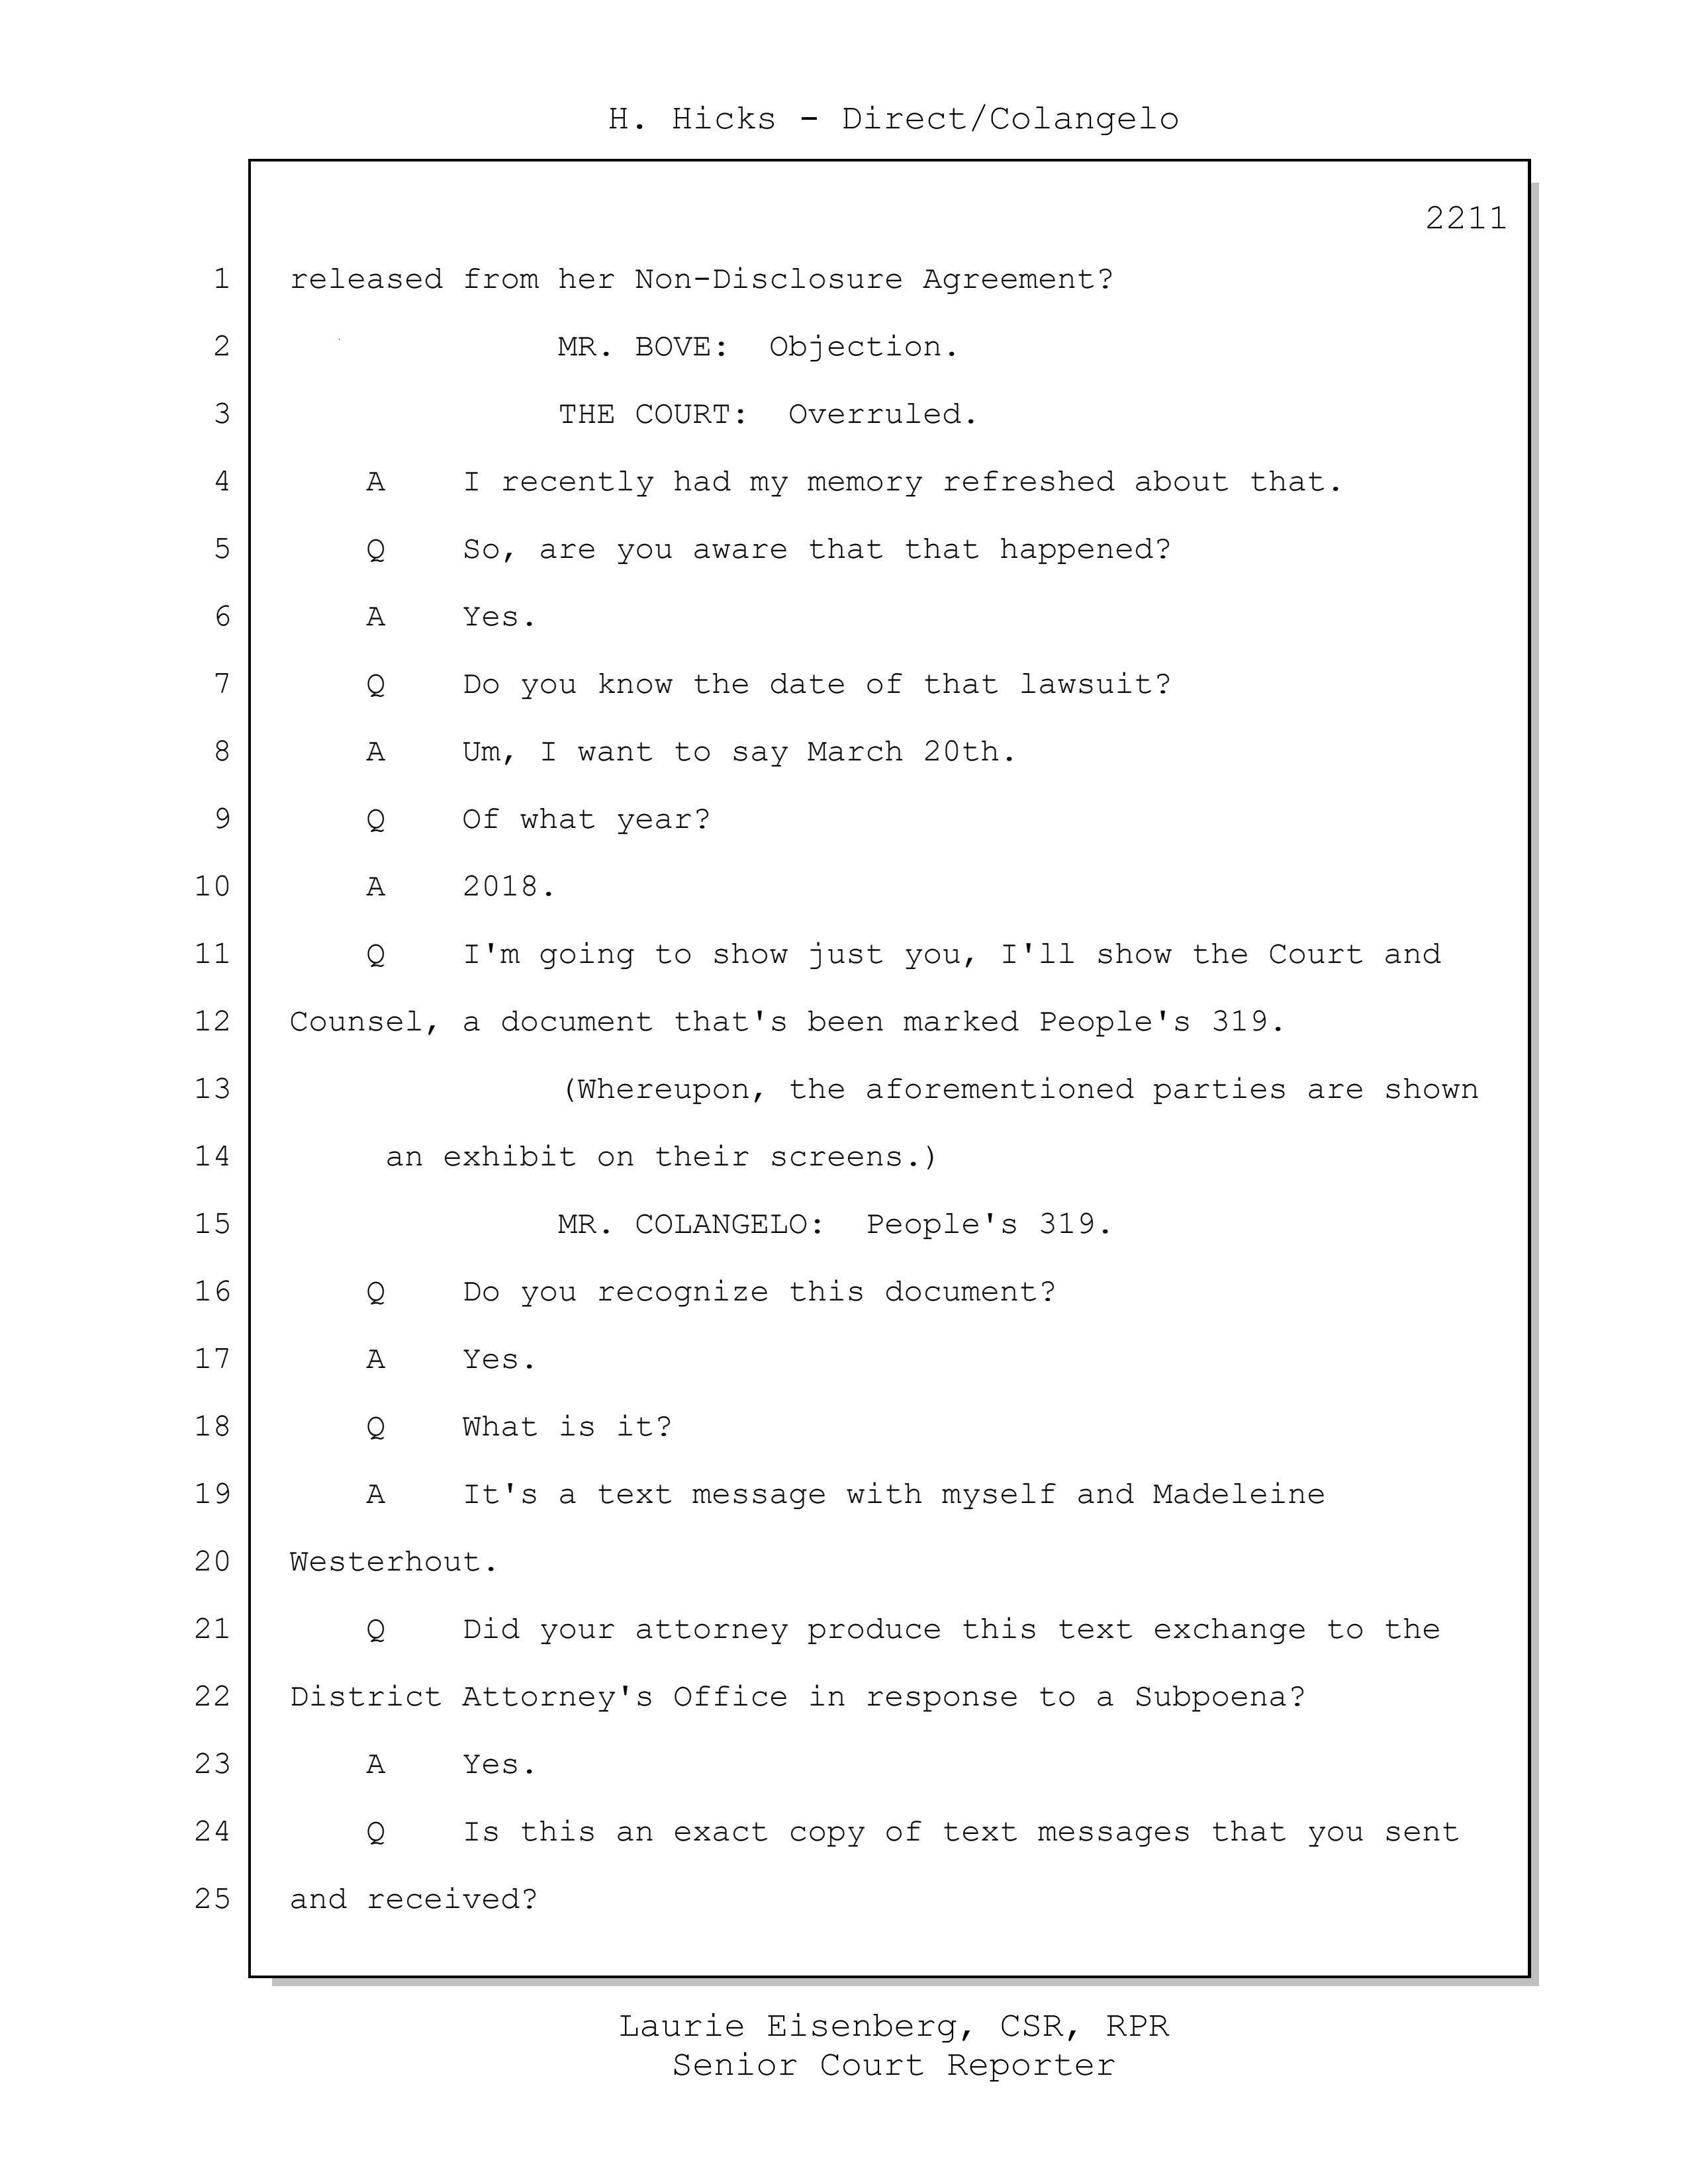 H. Hicks - Direct/Colangelo
2211
1 released from her Non-Disclosure Agreement?
2 MR. BOVE: Objection.
3 THE COURT: Overruled.
4 A I recently had my memory refreshed about that.
5 Q So, are you aware that that happened?
6 A Yes.
7 Q Do you know the date of that lawsuit?
8 A Um, I want to say March 20th.
9 Q Of what year?
10 A 2018.
11 Q I'm going to show just you, I'll show the Court and
12 Counsel, a document that's been marked People's 319.
13 (Whereupon, the aforementioned parties are shown
14 an exhibit on their screens.)
15 MR. COLANGELO: People's 319.
16 Q Do you recognize this document?
17 A Yes.
18 Q What is it?
19 A It's a text message with myself and Madeleine
20 Westerhout.
21 Q Did your attorney produce this text exchange to the
22 District Attorney's Office in response to a Subpoena?
23 A Yes.
24 Q Is this an exact copy of text messages that you sent
25 and received?
Laurie Eisenberg, CSR, RPR
Senior Court Reporter